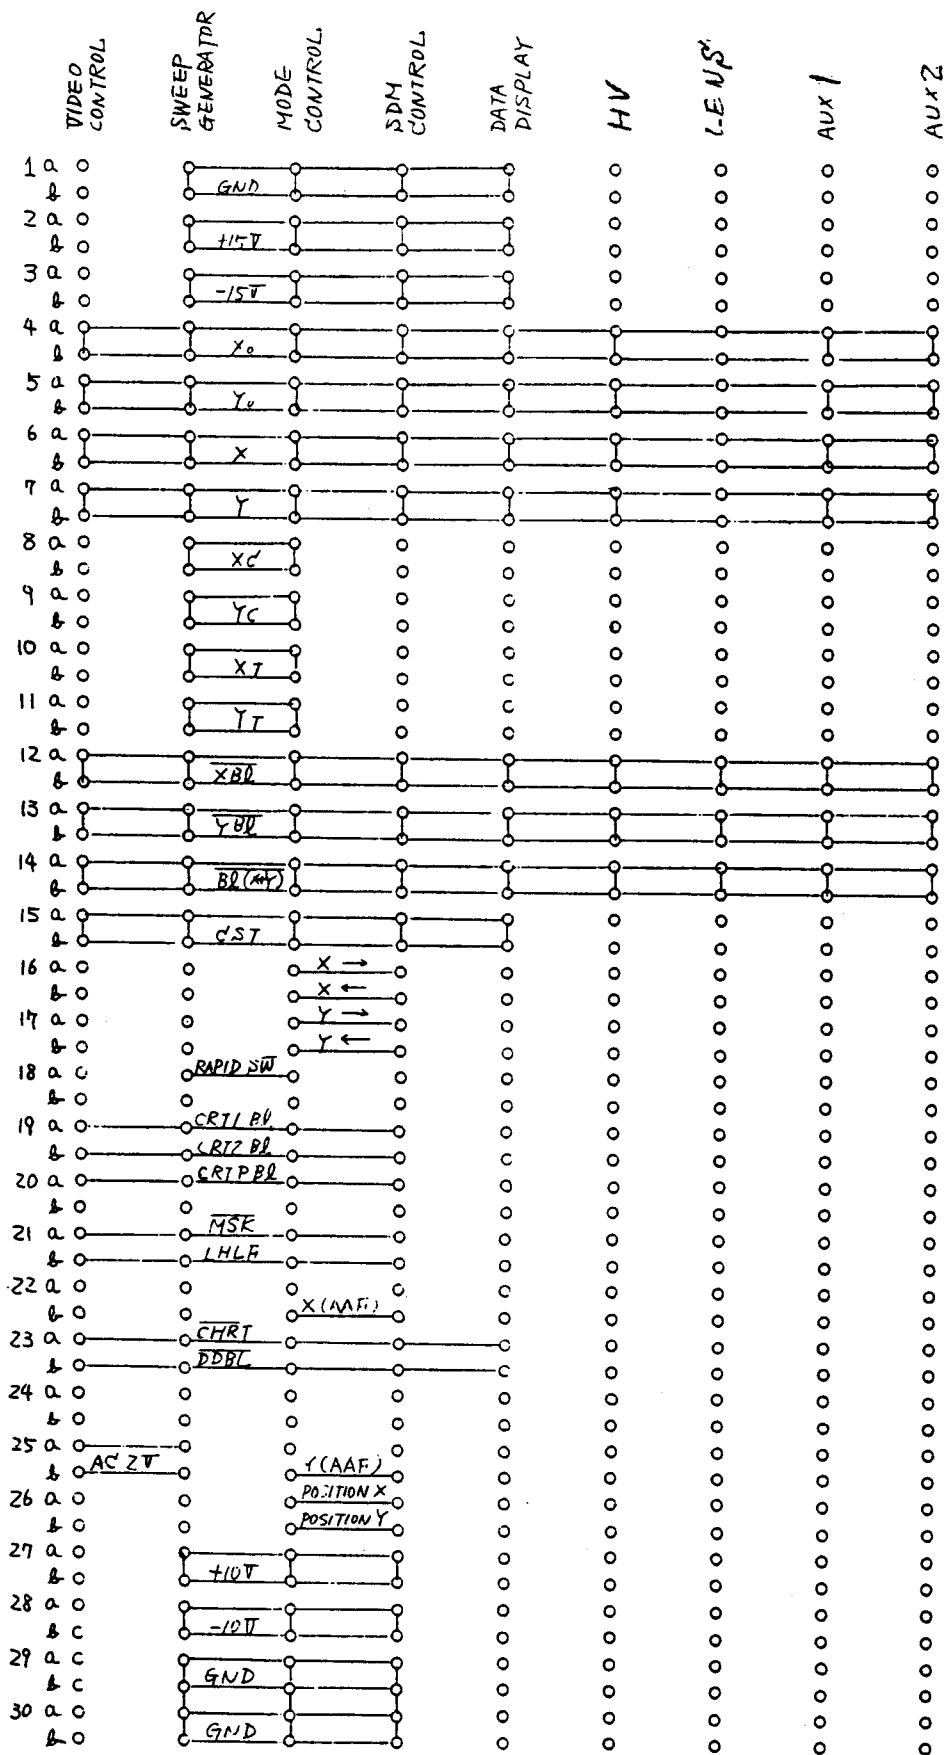 VIDEO CONTROL
SWEEP GENERATOR
MODE CONTROL
SDM CONTROL
DATA DISPLAY
HV
LENS
AUX 1
AUX 2
1 a
b GND
2 a
b +15V
3 a
b -15V
4 a
b X₀
5 a
b Y₀
6 a
b X
7 a
b Y
8 a
b XC
9 a
b YC
10 a
b XT
11 a
b YT
12 a
b XBl
13 a
b YBl
14 a
b Bl(X+Y)
15 a
b CST
16 a X →
b X ←
17 a Y →
b Y ←
18 a RAPID SW
b
19 a CRT1 Bl
b CRT2 Bl
20 a CRTP Bl
b
21 a MSK
b LHLF
22 a
b X(AAF)
23 a CHRT
b DDBL
24 a
b
25 a
b AC 2V Y(AAF)
26 a POSITION X
b POSITION Y
27 a
b +10V
28 a
b -10V
29 a
b GND
30 a
b GND